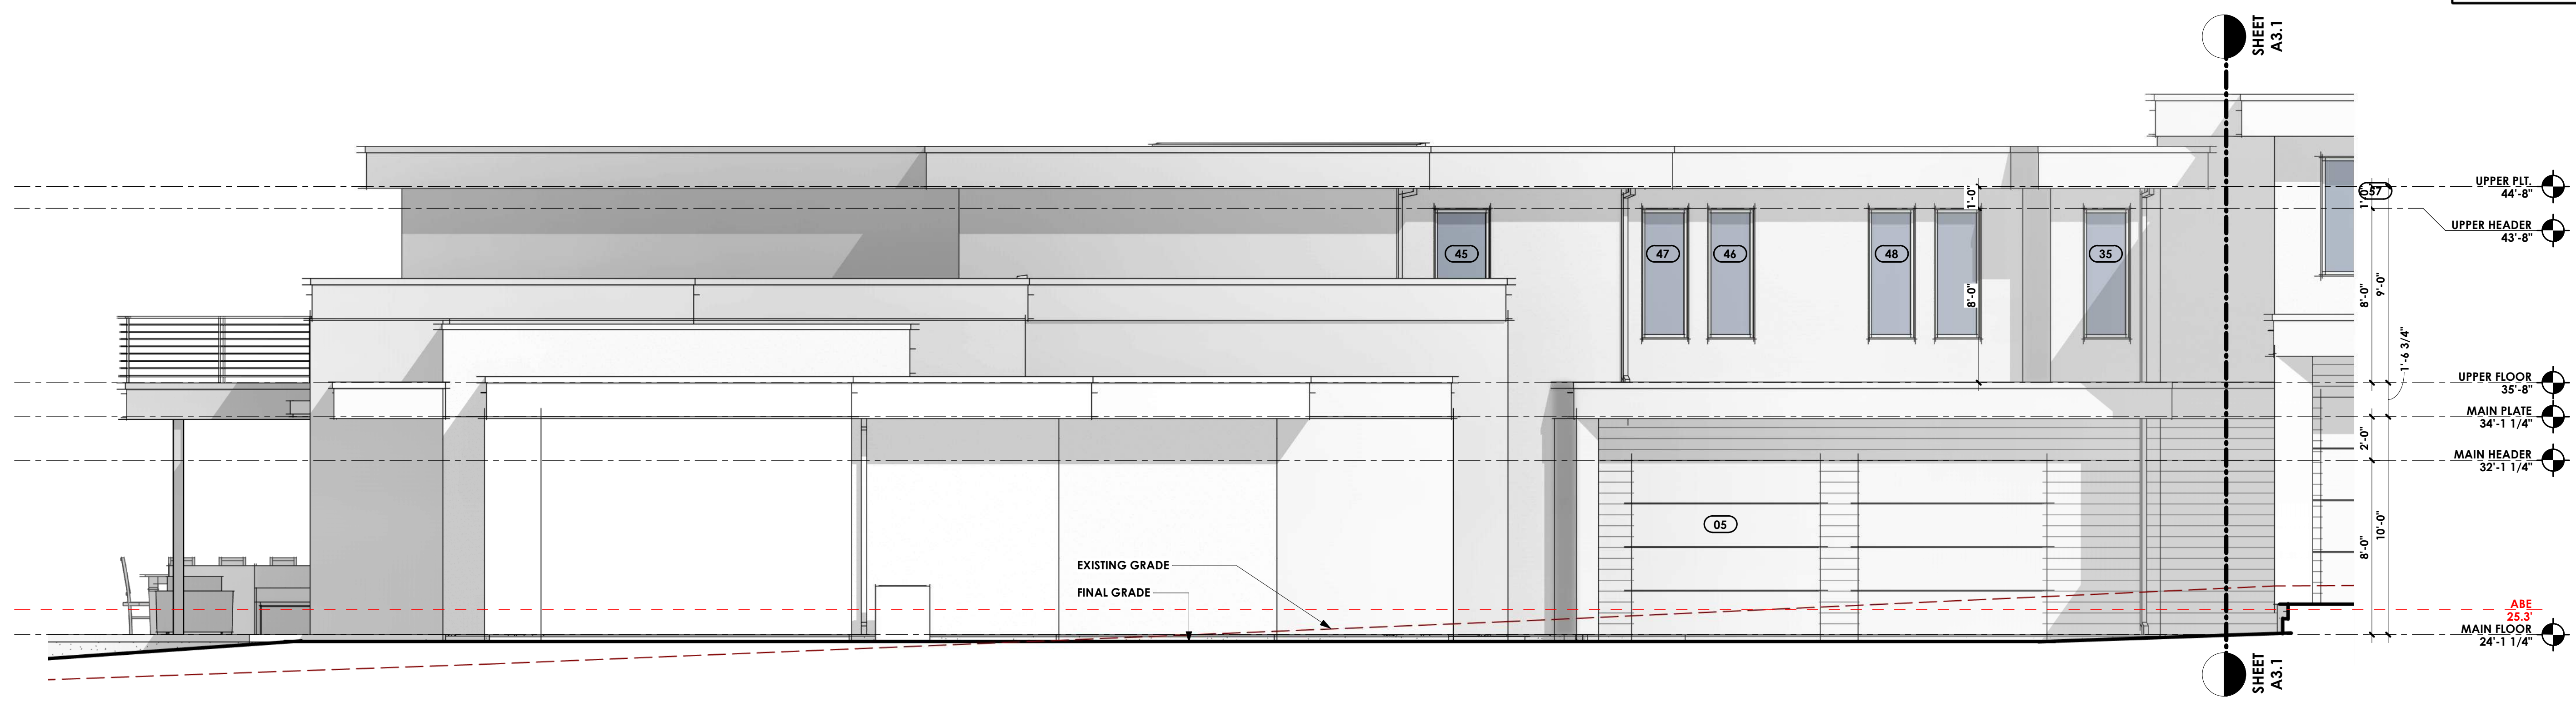 SHEET
A3.1
UPPER PLT.
44'-8"
UPPER HEADER
43'-8"
UPPER FLOOR
35'-8"
MAIN PLATE
34'-1 1/4"
MAIN HEADER
32'-1 1/4"
ABE
25.3'
MAIN FLOOR
24'-1 1/4"
1'-0"
8'-0"
57
8'-0"
9'-0"
1'-6 3/4"
2'-0"
8'-0"
10'-0"
45
47
46
48
35
05
EXISTING GRADE
FINAL GRADE
SHEET
A3.1